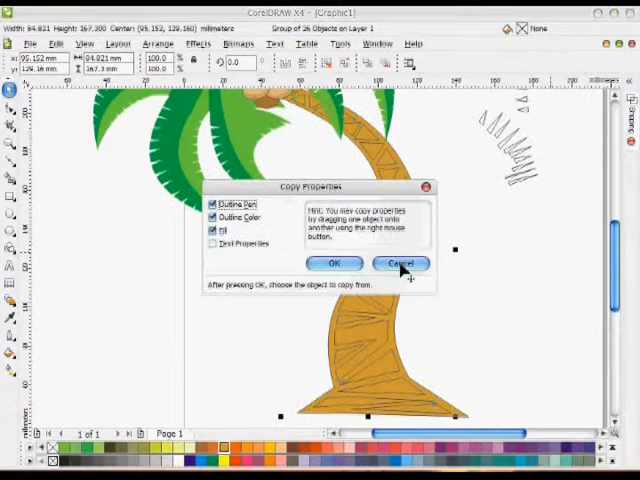 CorelDRAW X4 - [Graphic1]
Width: 84.821 Height: 167.300 Center: (95.152, 129.160) millimeters Group of 26 Objects on Layer 1 None
File Edit View Layout Arrange Effects Bitmaps Text Table Tools Window Help
x: 95.152 mm 84.821 mm 100.0 % 0.0
y: 129.16 mm 167.3 mm 100.0 %
Shaping
Copy Properties
Outline Pen
Outline Color
Fill
Text Properties
Hint: You may copy properties
by dragging one object onto
another using the right mouse
button.
OK Cancel
After pressing OK, choose the object to copy from.
1 of 1 Page 1